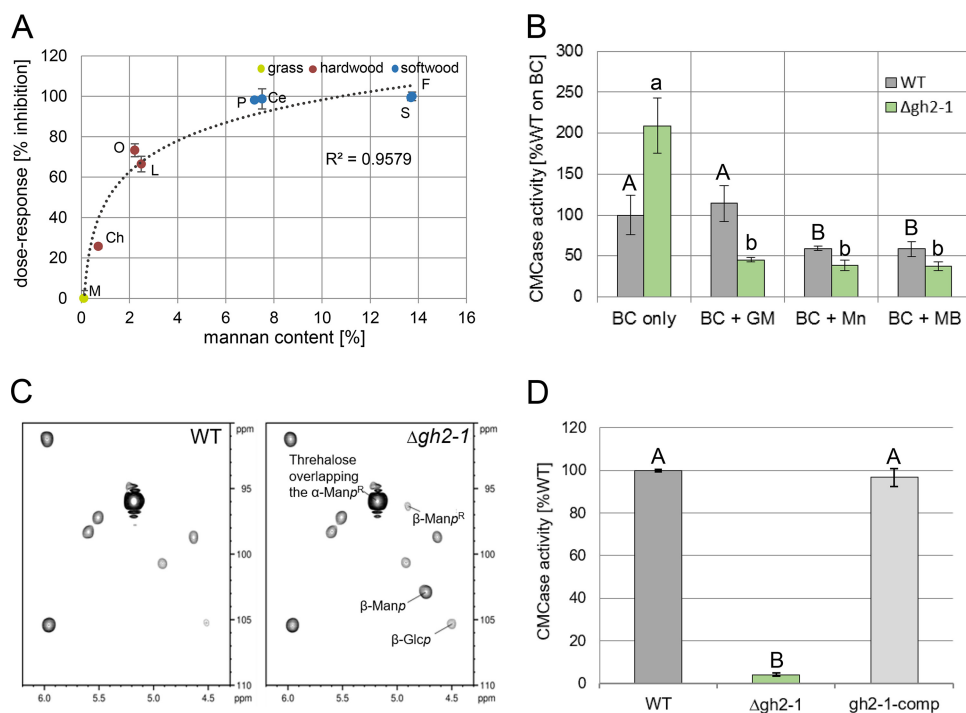 A
dose-response [% inhibition]
120
100
80
60
40
20
0
grass hardwood softwood
F
P
Ce
S
O
L
R² = 0.9579
Ch
M
0 2 4 6 8 10 12 14 16
mannan content [%]
B
CMCase activity [%WT on BC]
300
250
200
150
100
50
0
WT
Δgh2-1
a
A
A
b
B
b
B
b
BC only BC + GM BC + Mn BC + MB
C
WT
ppm
95
100
105
110
6.0 5.5 5.0 4.5 ppm
Δgh2-1
ppm
Threhalose
overlapping
the α-Manpᴿ
β-Manpᴿ
β-Manp
β-Glcp
95
100
105
110
6.0 5.5 5.0 4.5 ppm
D
CMCase activity [%WT]
120
100
80
60
40
20
0
A
B
A
WT Δgh2-1 gh2-1-comp